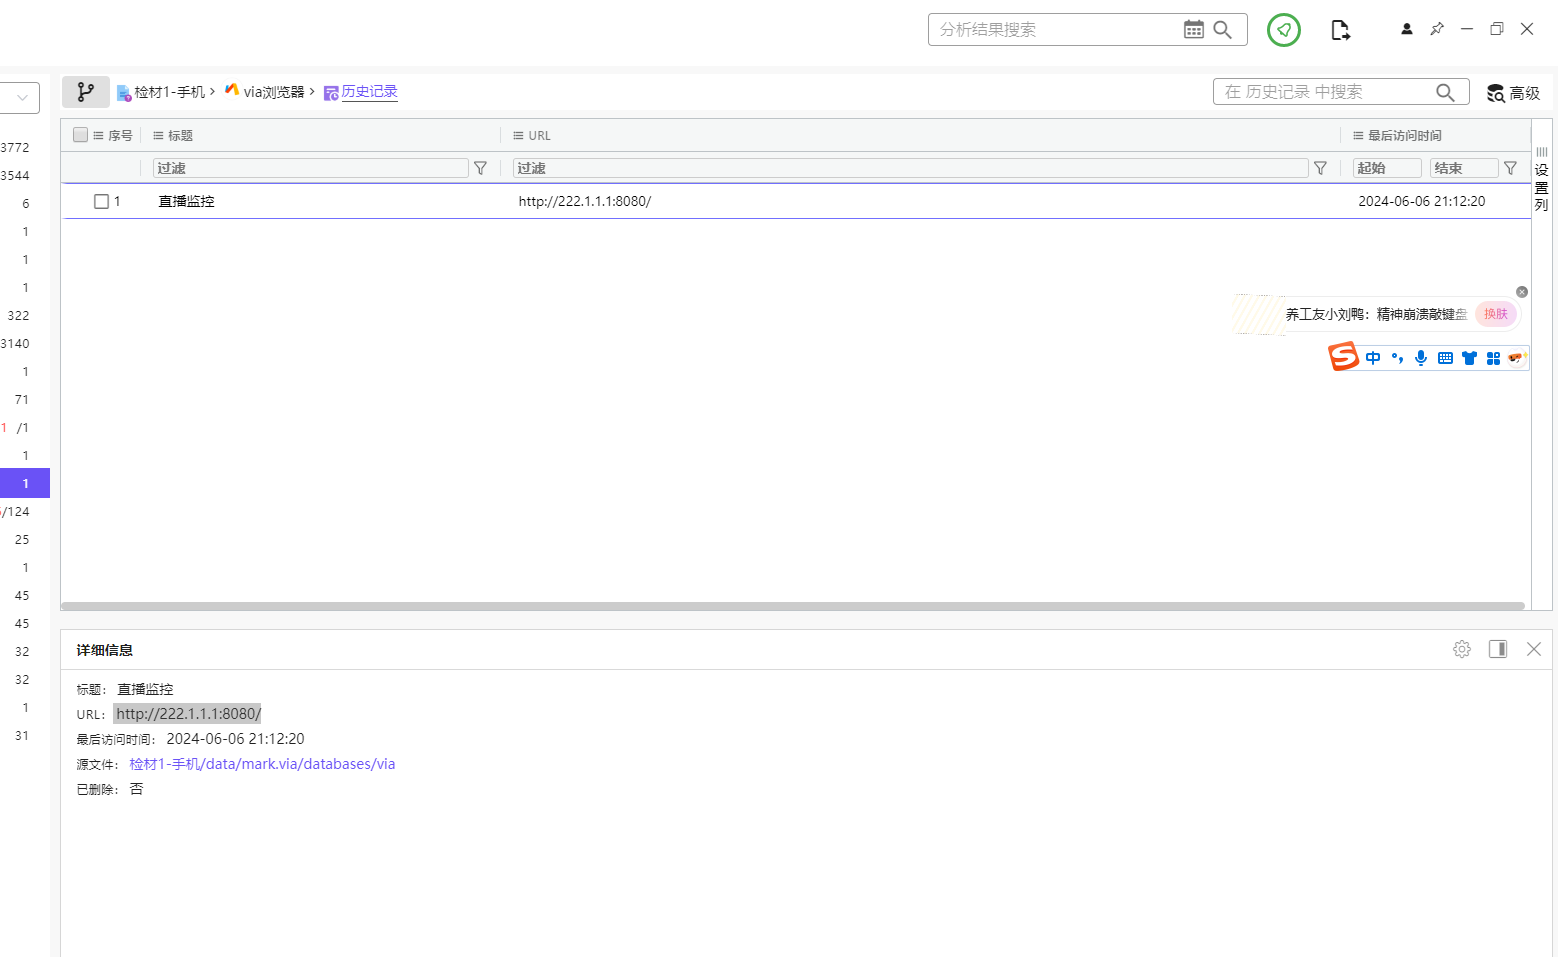 分析结果搜索
检材1-手机 > via浏览器 > 历史记录
在 历史记录 中搜索
高级
序号 标题 URL 最后访问时间
过滤 过滤 起始 结束
设置列
1 直播监控 http://222.1.1.1:8080/ 2024-06-06 21:12:20
养工友小刘鸭：精神崩溃敲键盘 换肤
S 中
3772
3544
6
1
1
1
322
3140
1
71
1 /1
1
1
/124
25
1
45
45
32
32
1
31
详细信息
标题： 直播监控
URL： http://222.1.1.1:8080/
最后访问时间： 2024-06-06 21:12:20
源文件： 检材1-手机/data/mark.via/databases/via
已删除： 否